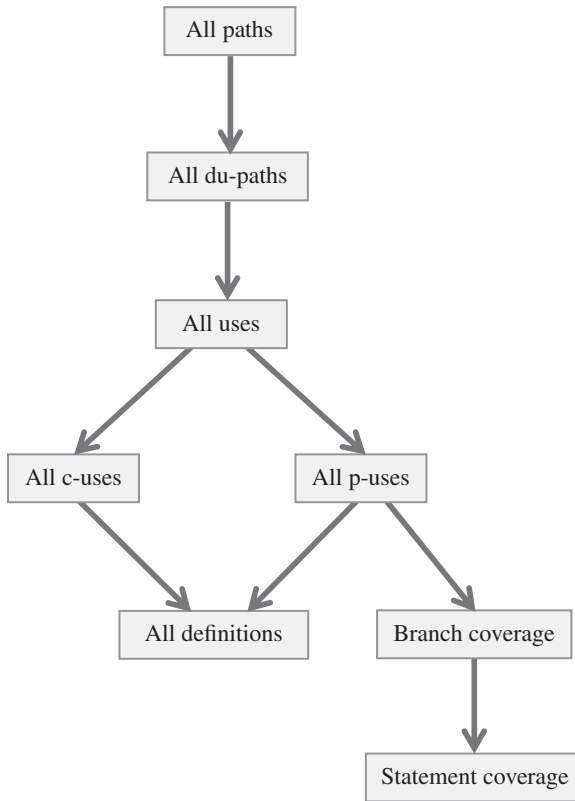 All paths
All du-paths
All uses
All c-uses
All p-uses
All definitions
Branch coverage
Statement coverage